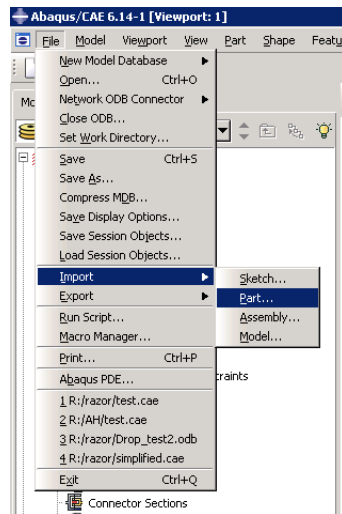 Abaqus/CAE 6.14-1 [Viewport: 1]
File Model Viewport View Part Shape Featu
New Model Database
Open... Ctrl+O
Network ODB Connector
Close ODB...
Set Work Directory...
Save Ctrl+S
Save As...
Compress MDB...
Save Display Options...
Save Session Objects...
Load Session Objects...
Import
Sketch...
Export
Part...
Run Script...
Assembly...
Macro Manager...
Model...
Print... Ctrl+P
Abaqus PDE...
traints
1 R:/razor/test.cae
2 R:/AH/test.cae
3 R:/razor/Drop_test2.odb
4 R:/razor/simplified.cae
Exit Ctrl+Q
Connector Sections